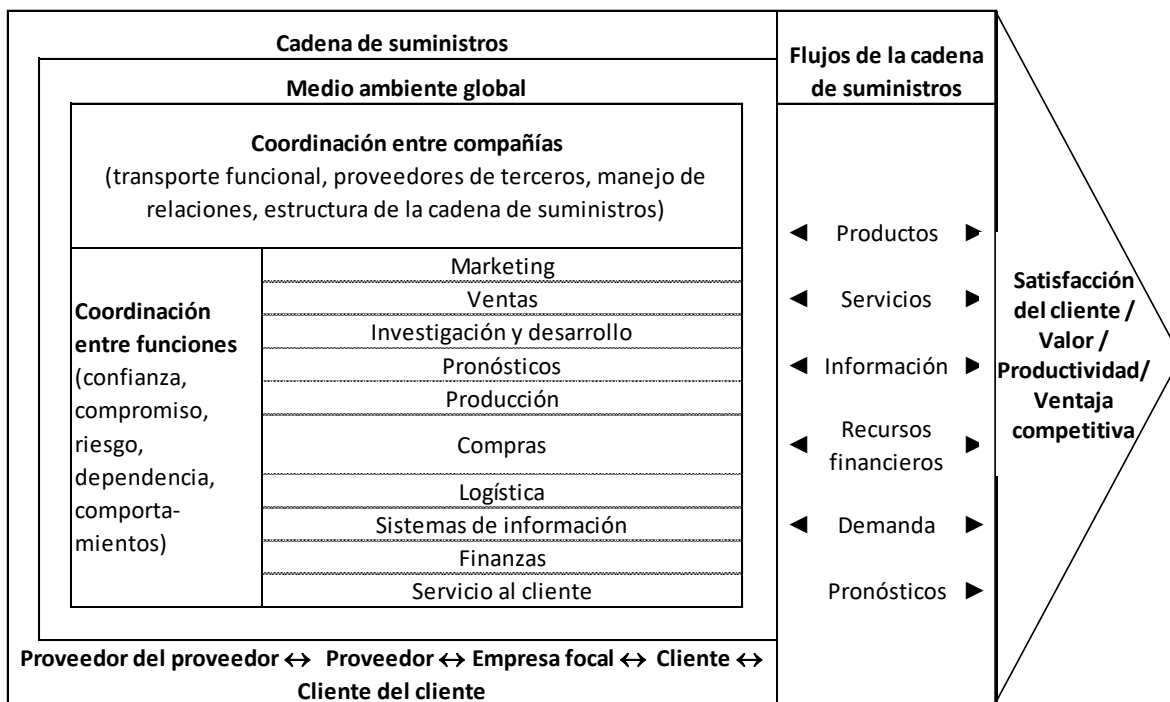 Cadena de suministros
Medio ambiente global
Coordinación entre compañías
(transporte funcional, proveedores de terceros, manejo de
relaciones, estructura de la cadena de suministros)
Coordinación
entre funciones
(confianza,
compromiso,
riesgo,
dependencia,
comporta-
mientos)
Marketing
Ventas
Investigación y desarrollo
Pronósticos
Producción
Compras
Logística
Sistemas de información
Finanzas
Servicio al cliente
Proveedor del proveedor ↔ Proveedor ↔ Empresa focal ↔ Cliente ↔
Cliente del cliente
Flujos de la cadena
de suministros
◄ Productos ►
◄ Servicios ►
◄ Información ►
◄ Recursos ►
financieros
◄ Demanda ►
Pronósticos ►
Satisfacción
del cliente /
Valor /
Productividad/
Ventaja
competitiva